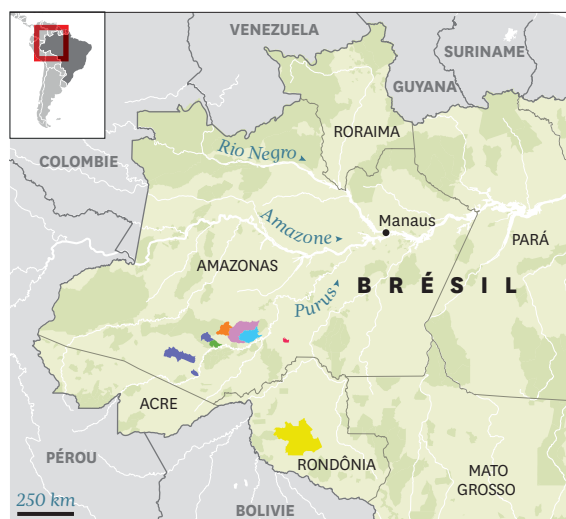 VENEZUELA
SURINAME
GUYANA
RORAIMA
COLOMBIE
Rio Negro
Manaus
Amazone
PARÁ
AMAZONAS
BRÉSIL
Purus
ACRE
PÉROU
RONDÔNIA
MATO
GROSSO
250 km
BOLIVIE